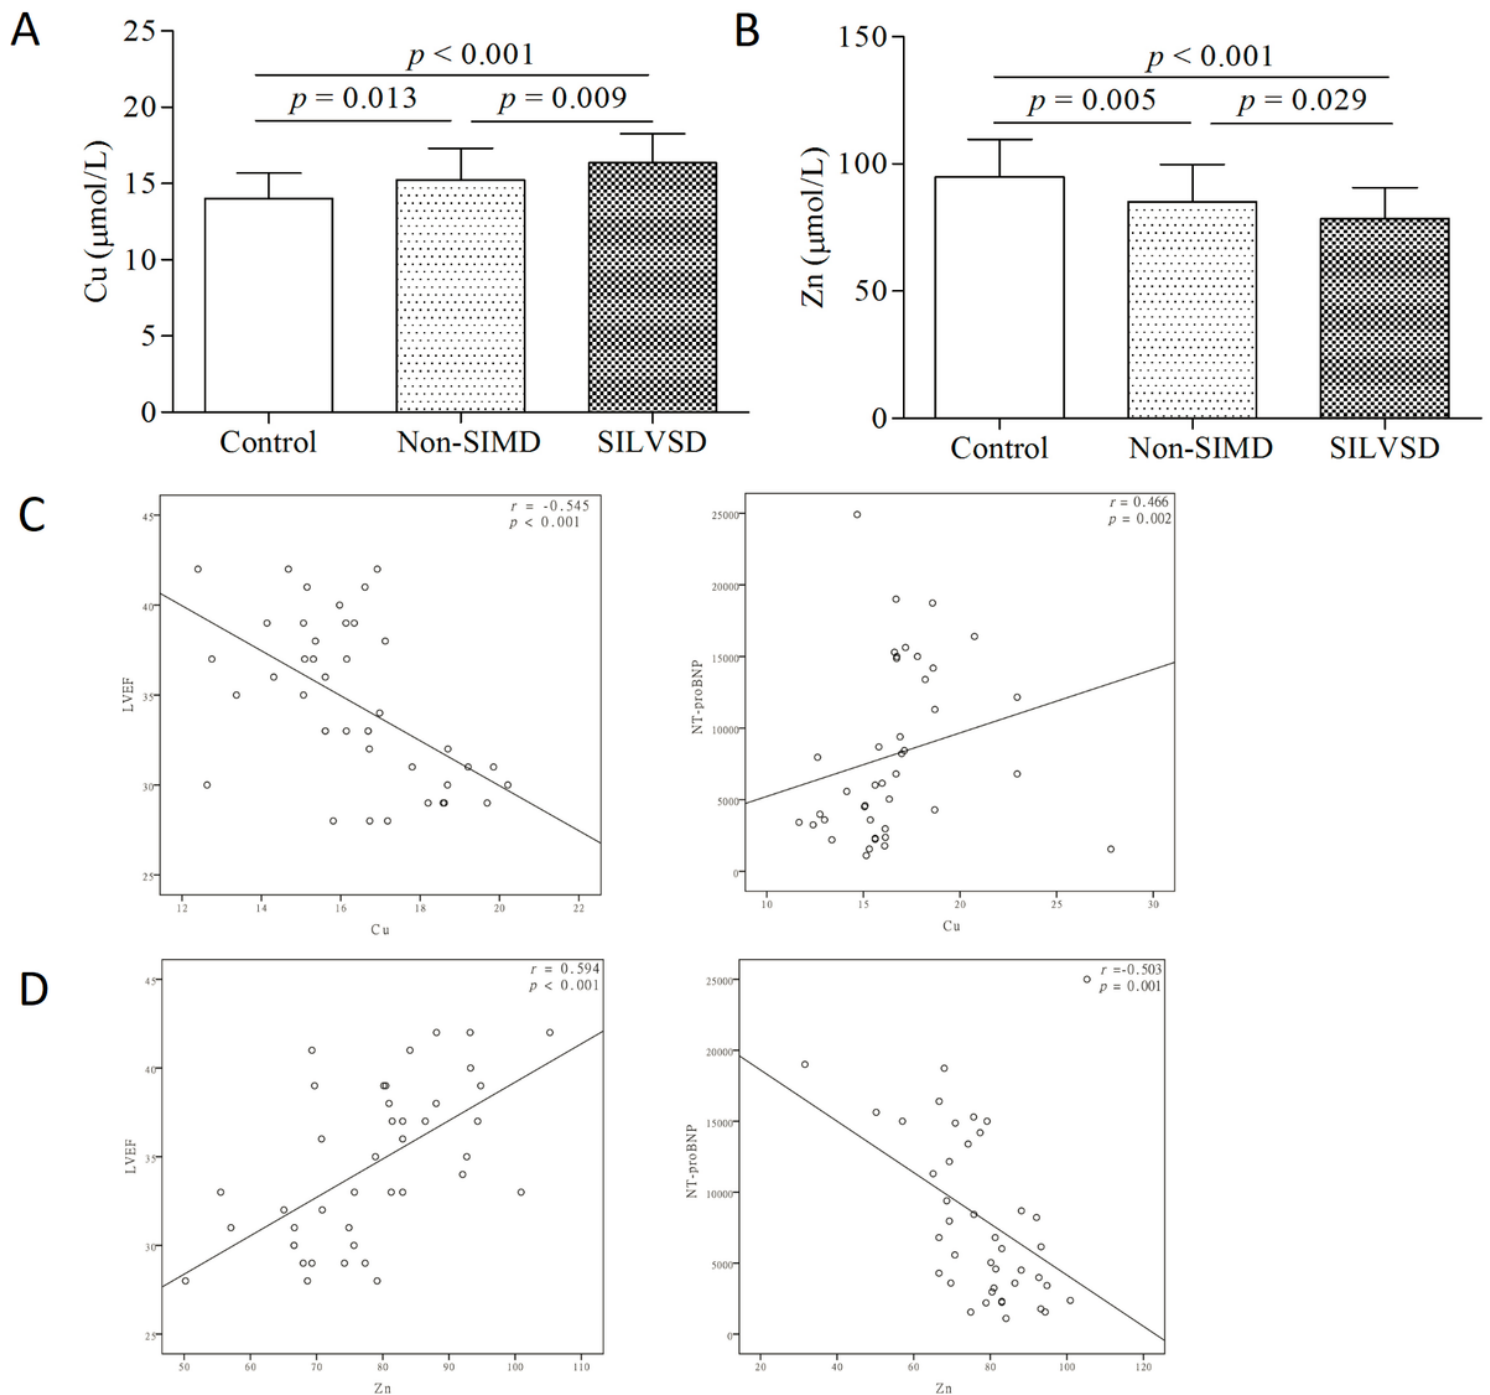 A
25
20
15
10
5
0
Cu (µmol/L)
p < 0.001
p = 0.013
p = 0.009
Control
Non-SIMD
SILVSD
B
150
100
50
0
Zn (µmol/L)
p < 0.001
p = 0.005
p = 0.029
Control
Non-SIMD
SILVSD
C
r = -0.545
p < 0.001
45
40
35
30
25
LVEF
12
14
16
18
20
22
Cu
r = 0.466
p = 0.002
25000
20000
15000
10000
5000
0
NT-proBNP
10
15
20
25
30
Cu
D
r = 0.594
p < 0.001
45
40
35
30
25
LVEF
50
60
70
80
90
100
110
Zn
r =-0.503
p = 0.001
25000
20000
15000
10000
5000
0
NT-proBNP
20
40
60
80
100
120
Zn